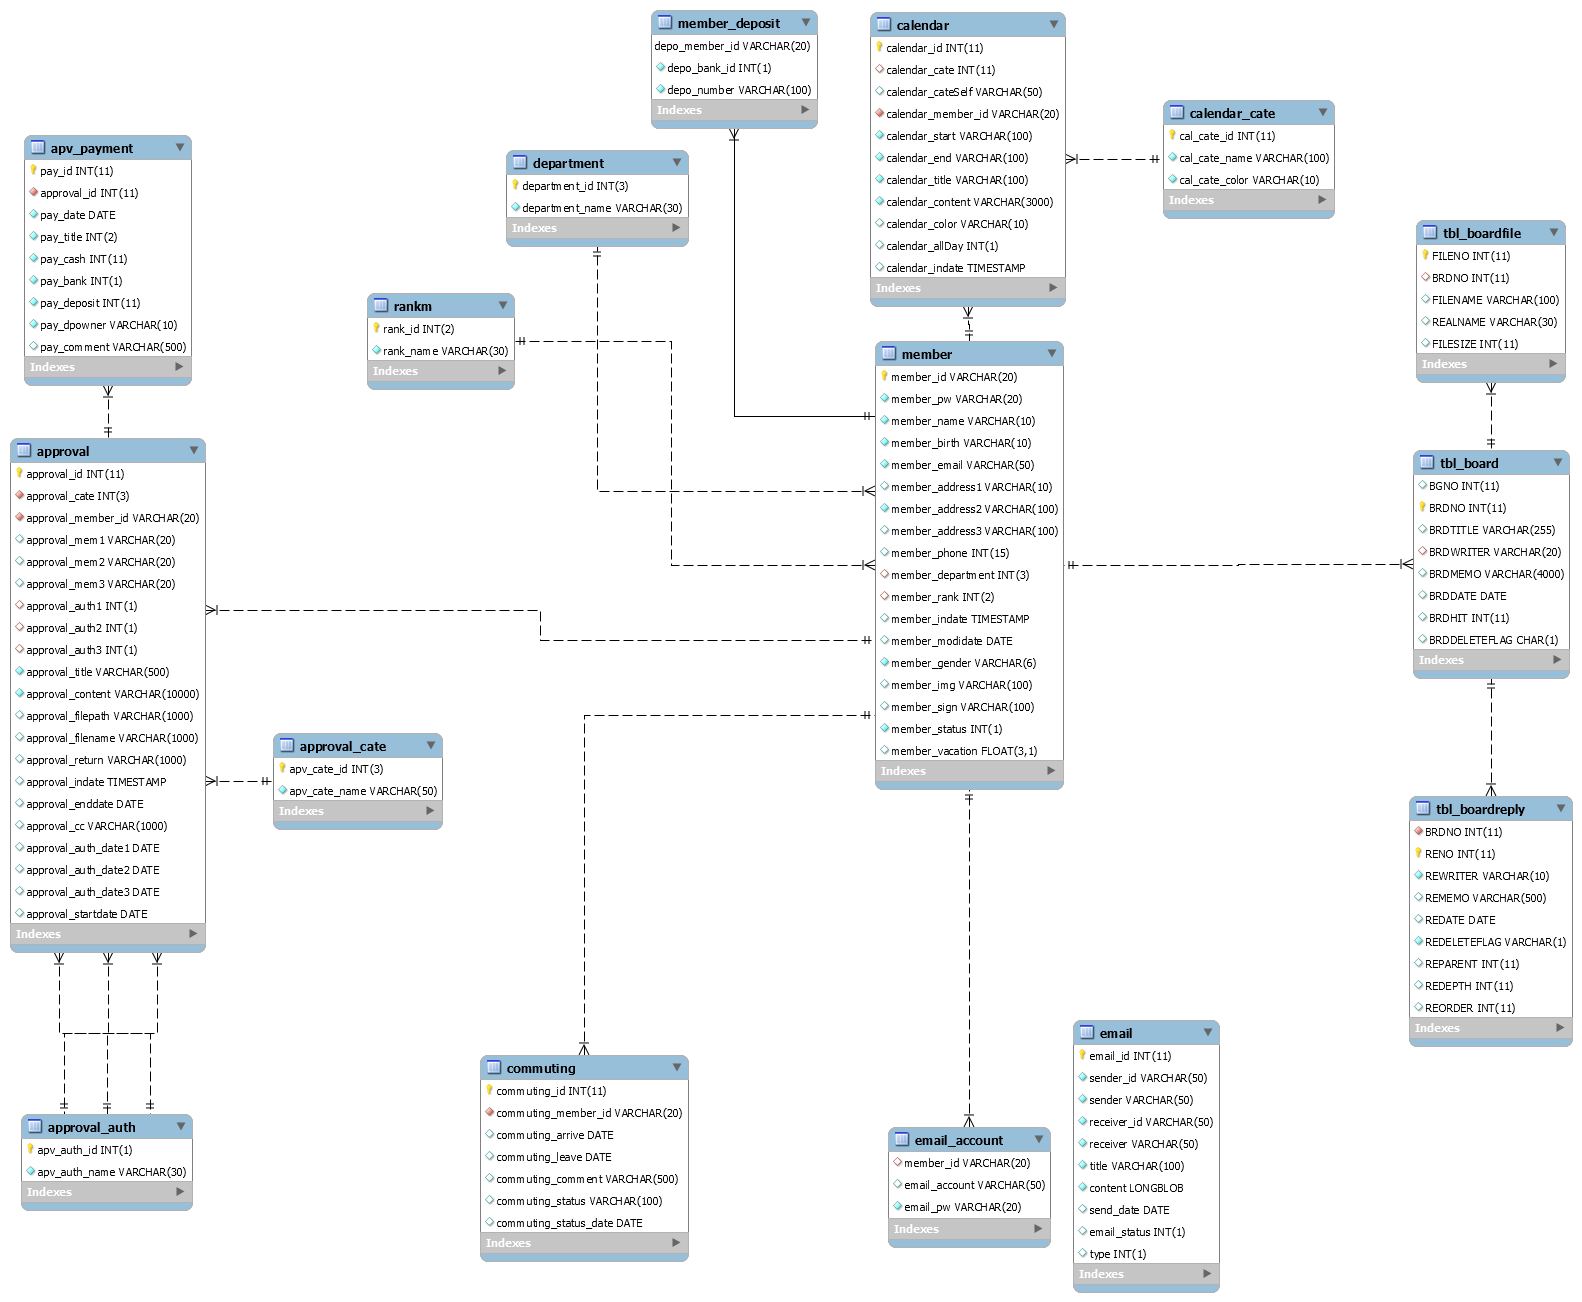 member_deposit
depo_member_id VARCHAR(20)
depo_bank_id INT(1)
depo_number VARCHAR(100)
Indexes
calendar
calendar_id INT(11)
calendar_cate INT(11)
calendar_cateSelf VARCHAR(50)
calendar_member_id VARCHAR(20)
calendar_start VARCHAR(100)
calendar_end VARCHAR(100)
calendar_title VARCHAR(100)
calendar_content VARCHAR(3000)
calendar_color VARCHAR(10)
calendar_allDay INT(1)
calendar_indate TIMESTAMP
Indexes
calendar_cate
cal_cate_id INT(11)
cal_cate_name VARCHAR(100)
cal_cate_color VARCHAR(10)
Indexes
apv_payment
pay_id INT(11)
approval_id INT(11)
pay_date DATE
pay_title INT(2)
pay_cash INT(11)
pay_bank INT(1)
pay_deposit INT(11)
pay_dpowner VARCHAR(10)
pay_comment VARCHAR(500)
Indexes
department
department_id INT(3)
department_name VARCHAR(30)
Indexes
tbl_boardfile
FILENO INT(11)
BRDNO INT(11)
FILENAME VARCHAR(100)
REALNAME VARCHAR(30)
FILESIZE INT(11)
Indexes
rankm
rank_id INT(2)
rank_name VARCHAR(30)
Indexes
member
member_id VARCHAR(20)
member_pw VARCHAR(20)
member_name VARCHAR(10)
member_birth VARCHAR(10)
member_email VARCHAR(50)
member_address1 VARCHAR(10)
member_address2 VARCHAR(100)
member_address3 VARCHAR(100)
member_phone INT(15)
member_department INT(3)
member_rank INT(2)
member_indate TIMESTAMP
member_modidate DATE
member_gender VARCHAR(6)
member_img VARCHAR(100)
member_sign VARCHAR(100)
member_status INT(1)
member_vacation FLOAT(3,1)
Indexes
approval
approval_id INT(11)
approval_cate INT(3)
approval_member_id VARCHAR(20)
approval_mem1 VARCHAR(20)
approval_mem2 VARCHAR(20)
approval_mem3 VARCHAR(20)
approval_auth1 INT(1)
approval_auth2 INT(1)
approval_auth3 INT(1)
approval_title VARCHAR(500)
approval_content VARCHAR(10000)
approval_filepath VARCHAR(1000)
approval_filename VARCHAR(1000)
approval_return VARCHAR(1000)
approval_indate TIMESTAMP
approval_enddate DATE
approval_cc VARCHAR(1000)
approval_auth_date1 DATE
approval_auth_date2 DATE
approval_auth_date3 DATE
approval_startdate DATE
Indexes
tbl_board
BGNO INT(11)
BRDNO INT(11)
BRDTITLE VARCHAR(255)
BRDWRITER VARCHAR(20)
BRDMEMO VARCHAR(4000)
BRDDATE DATE
BRDHIT INT(11)
BRDDELETEFLAG CHAR(1)
Indexes
approval_cate
apv_cate_id INT(3)
apv_cate_name VARCHAR(50)
Indexes
tbl_boardreply
BRDNO INT(11)
RENO INT(11)
REWRITER VARCHAR(10)
REMEMO VARCHAR(500)
REDATE DATE
REDELETEFLAG VARCHAR(1)
REPARENT INT(11)
REDEPTH INT(11)
REORDER INT(11)
Indexes
email
email_id INT(11)
sender_id VARCHAR(50)
sender VARCHAR(50)
receiver_id VARCHAR(50)
receiver VARCHAR(50)
title VARCHAR(100)
content LONGBLOB
send_date DATE
email_status INT(1)
type INT(1)
Indexes
commuting
commuting_id INT(11)
commuting_member_id VARCHAR(20)
commuting_arrive DATE
commuting_leave DATE
commuting_comment VARCHAR(500)
commuting_status VARCHAR(100)
commuting_status_date DATE
Indexes
approval_auth
apv_auth_id INT(1)
apv_auth_name VARCHAR(30)
Indexes
email_account
member_id VARCHAR(20)
email_account VARCHAR(50)
email_pw VARCHAR(20)
Indexes